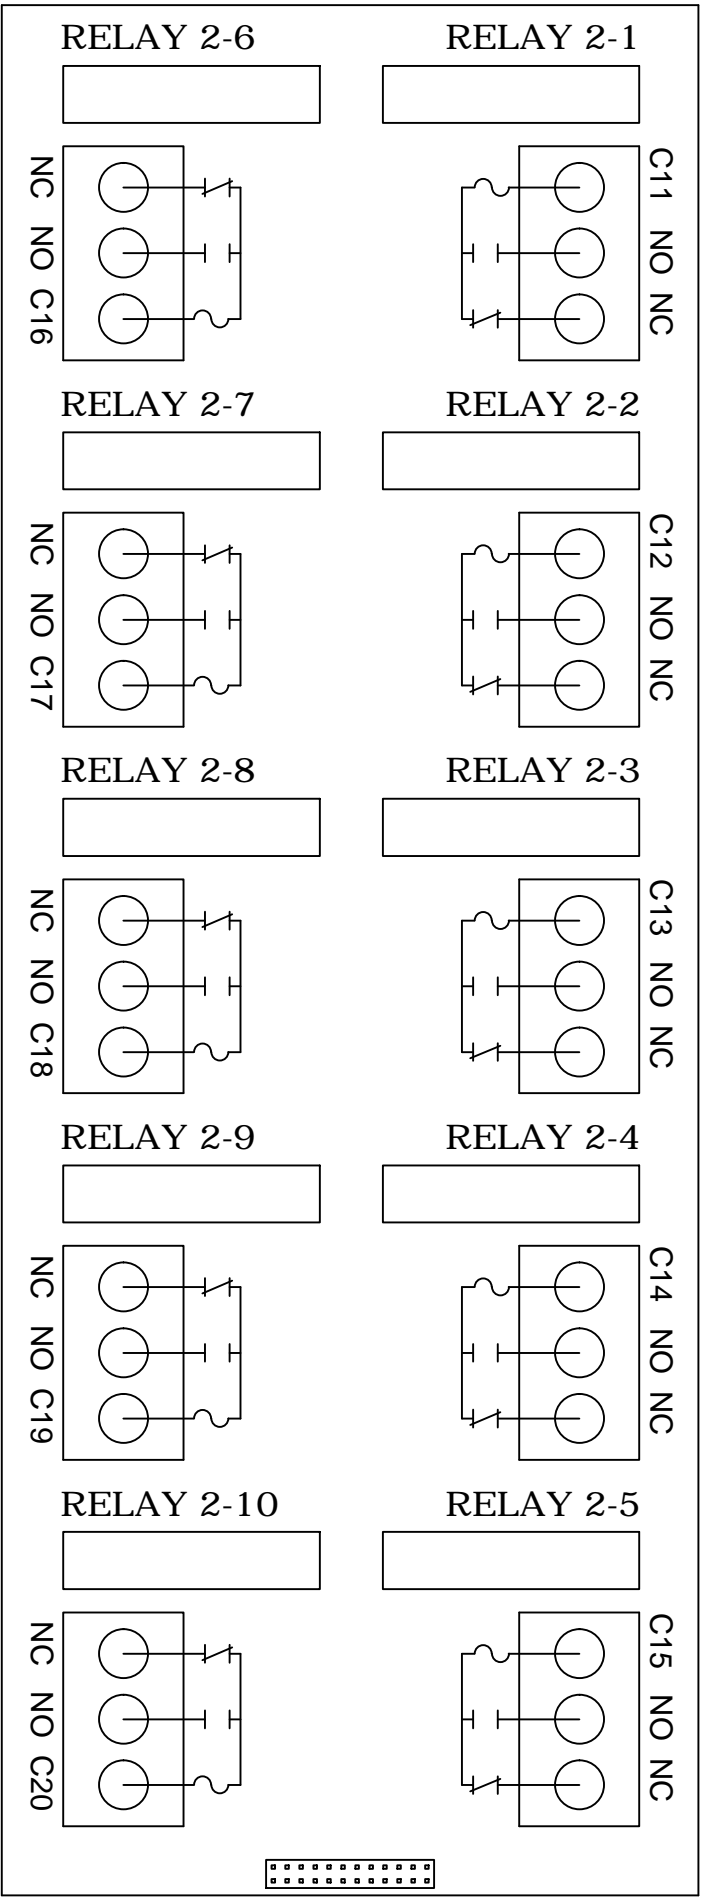 RELAY 2-6
RELAY 2-1
NC NO C16
C11 NO NC
RELAY 2-7
RELAY 2-2
NC NO C17
C12 NO NC
RELAY 2-8
RELAY 2-3
NC NO C18
C13 NO NC
RELAY 2-9
RELAY 2-4
NC NO C19
C14 NO NC
RELAY 2-10
RELAY 2-5
NC NO C20
C15 NO NC